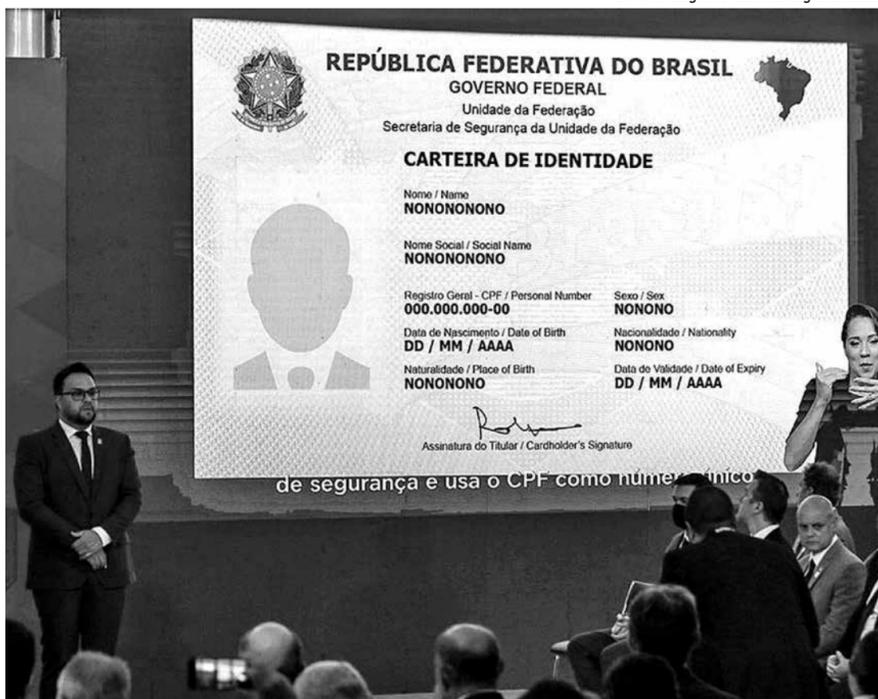 REPÚBLICA FEDERATIVA DO BRASIL
GOVERNO FEDERAL
Unidade da Federação
Secretaria de Segurança da Unidade da Federação
CARTEIRA DE IDENTIDADE
Nome / Name
NONONONONO
Nome Social / Social Name
NONONONONO
Registro Geral - CPF / Personal Number
000.000.000-00
Sexo / Sex
NONONO
Data de Nascimento / Date of Birth
DD / MM / AAAA
Nacionalidade / Nationality
NONONO
Naturalidade / Place of Birth
NONONONO
Data de Validade / Date of Expiry
DD / MM / AAAA
Assinatura do Titular / Cardholder's Signature
de segurança e usa o CPF como número único